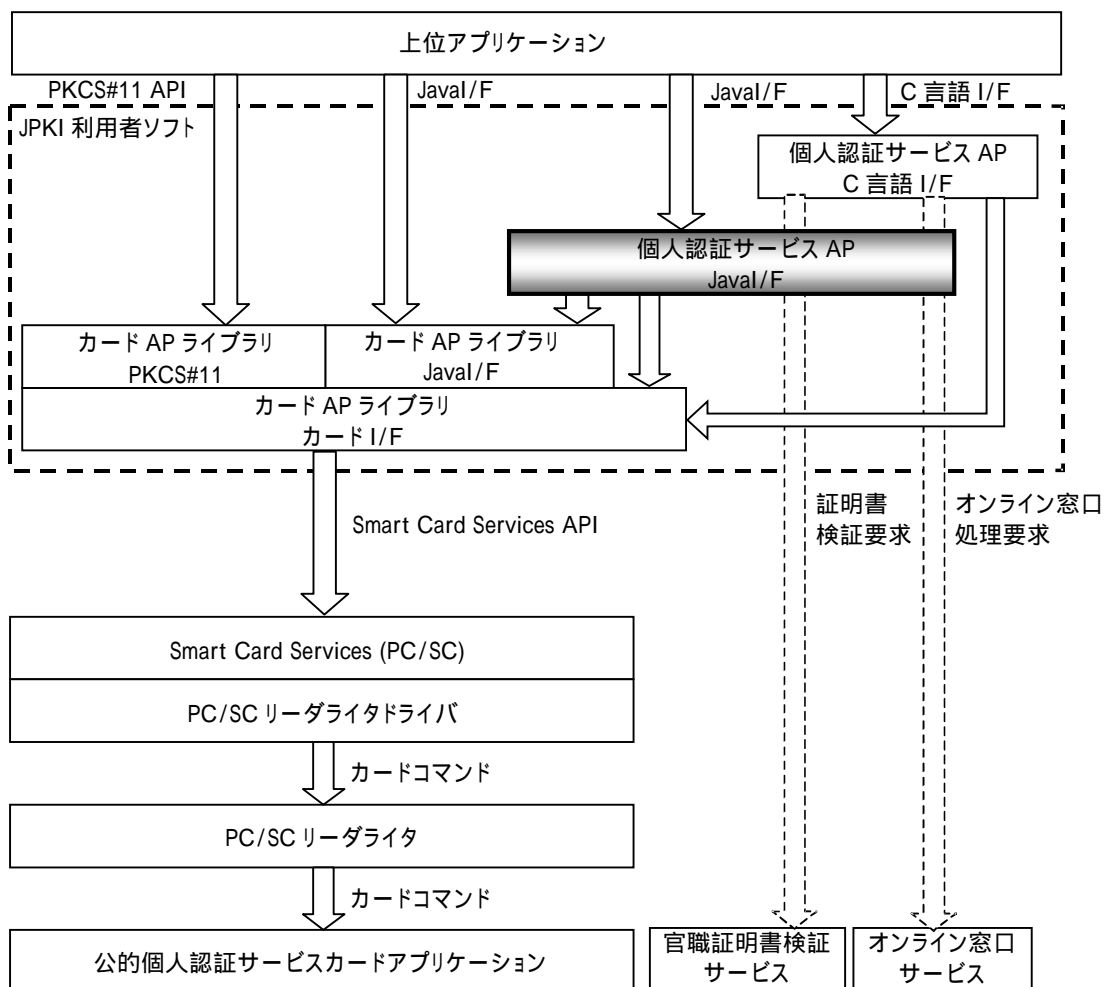 上位アプリケーション
PKCS#11 API
JavaI/F
JavaI/F
C 言語 I/F
JPKI 利用者ソフト
個人認証サービス AP
C 言語 I/F
個人認証サービス AP
JavaI/F
カード AP ライブラリ
PKCS#11
カード AP ライブラリ
JavaI/F
カード AP ライブラリ
カード I/F
証明書
検証要求
オンライン窓口
処理要求
Smart Card Services API
Smart Card Services (PC/SC)
PC/SC リーダライタドライバ
カードコマンド
PC/SC リーダライタ
カードコマンド
公的個人認証サービスカードアプリケーション
官職証明書検証
サービス
オンライン窓口
サービス